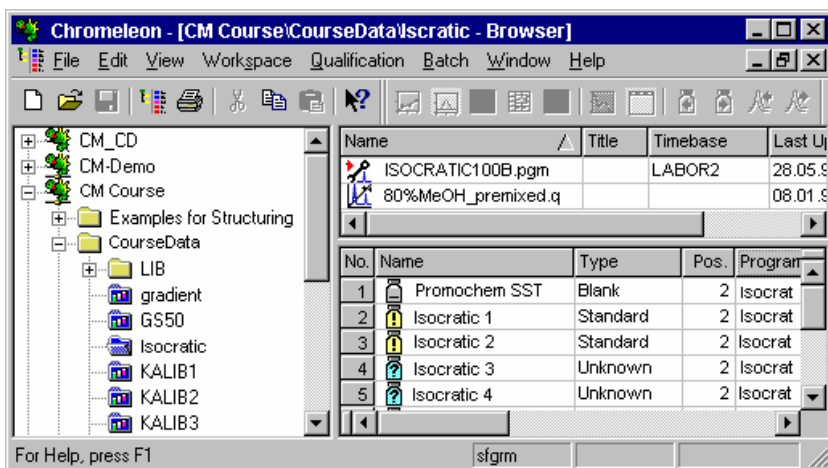 Chromeleon - [CM Course\CourseData\Iscratic - Browser]
File Edit View Workspace Qualification Batch Window Help
CM_CD
CM-Demo
CM Course
Examples for Structuring
CourseData
LIB
gradient
GS50
Isocratic
KALIB1
KALIB2
KALIB3
Name Title Timebase Last U
ISOCRATIC100B.pgm LABOR2 28.05.9
80%MeOH_premixed.q 08.01.9
No. Name Type Pos. Program
1 Promochem SST Blank 2 Isocrat
2 Isocratic 1 Standard 2 Isocrat
3 Isocratic 2 Standard 2 Isocrat
4 Isocratic 3 Unknown 2 Isocrat
5 Isocratic 4 Unknown 2 Isocrat
For Help, press F1 sfgrm